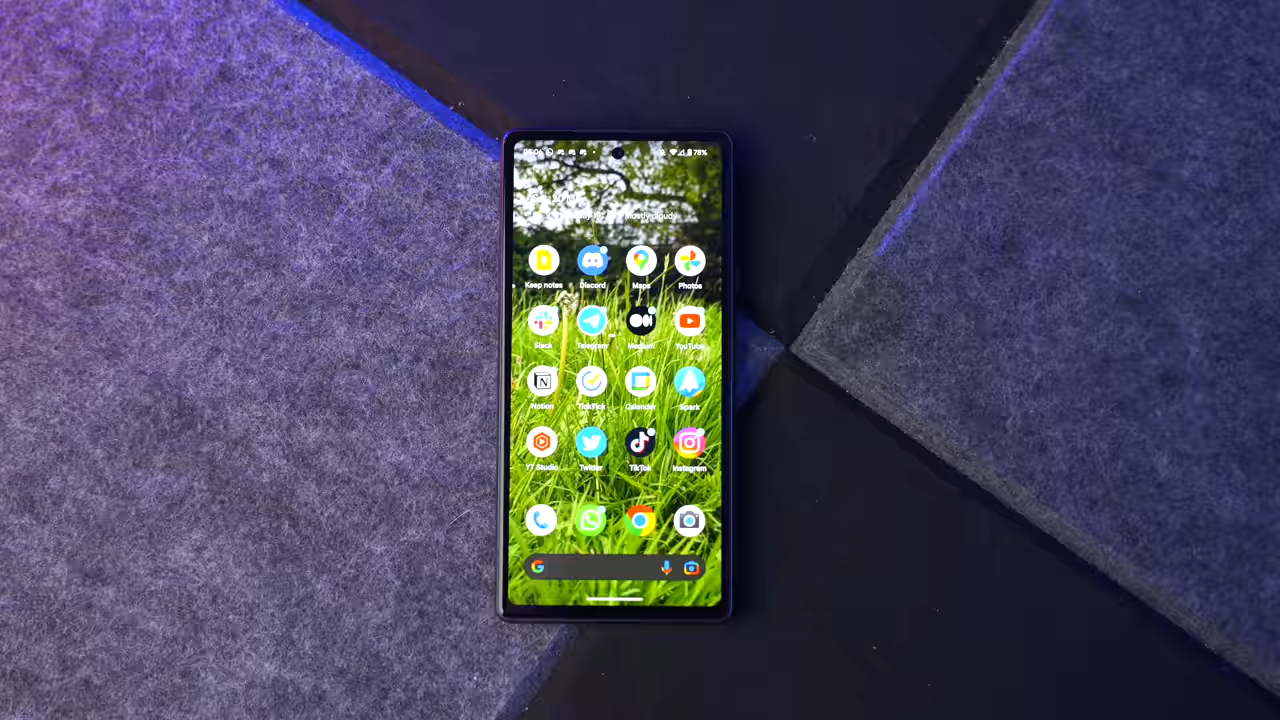 78%
Mostly cloudy
Keep notes Discord Maps Photos
Slack Telegram Medium YouTube
Notion TickTick Calendar Spark
YT Studio Twitter TikTok Instagram